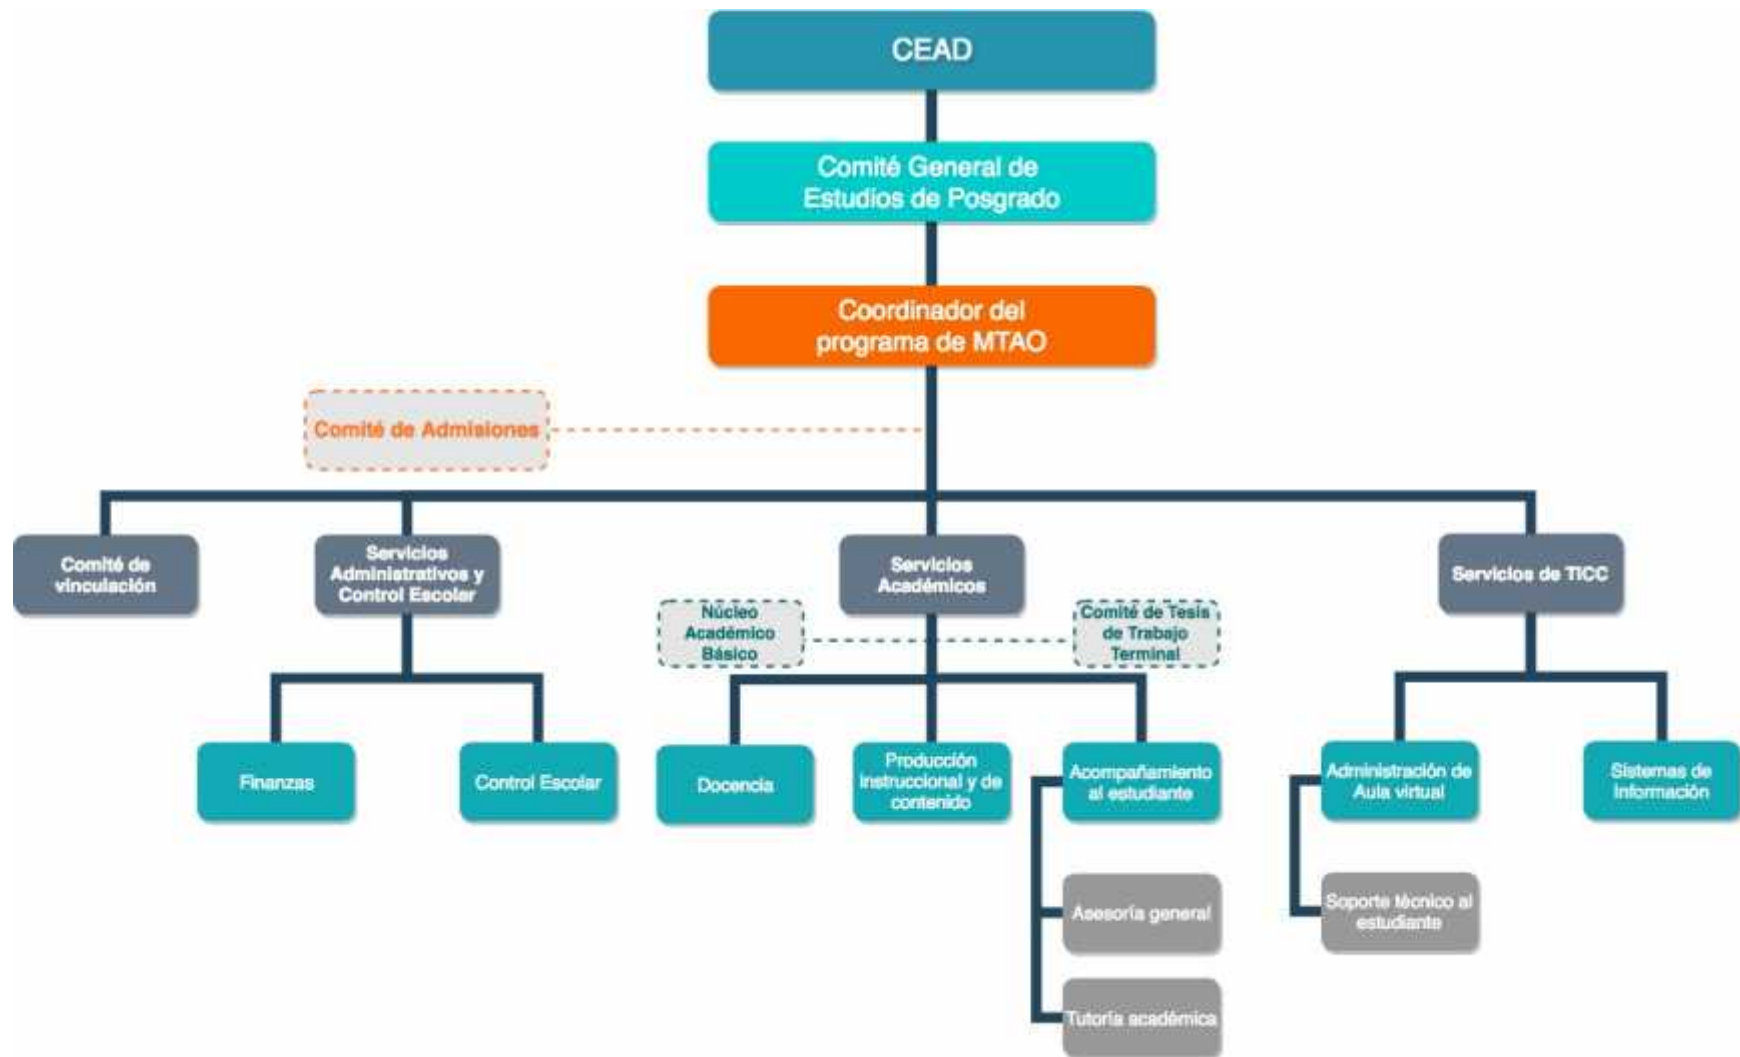 CEAD
Comité General de
Estudios de Posgrado
Coordinador del
programa de MTAO
Comité de Admisiones
Comité de
vinculación
Servicios
Administrativos y
Control Escolar
Servicios
Académicos
Servicios de TICC
Núcleo
Académico
Básico
Comité de Tesis
de Trabajo
Terminal
Finanzas
Control Escolar
Docencia
Producción
instruccional y de
contenido
Acompañamiento
al estudiante
Administración de
Aula virtual
Sistemas de
Información
Asesoría general
Soporte técnico al
estudiante
Tutoría académica